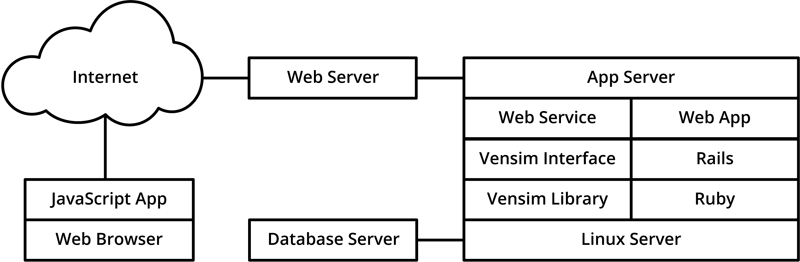 Internet
Web Server
App Server
Web Service
Web App
Vensim Interface
Rails
Vensim Library
Ruby
Linux Server
Database Server
JavaScript App
Web Browser